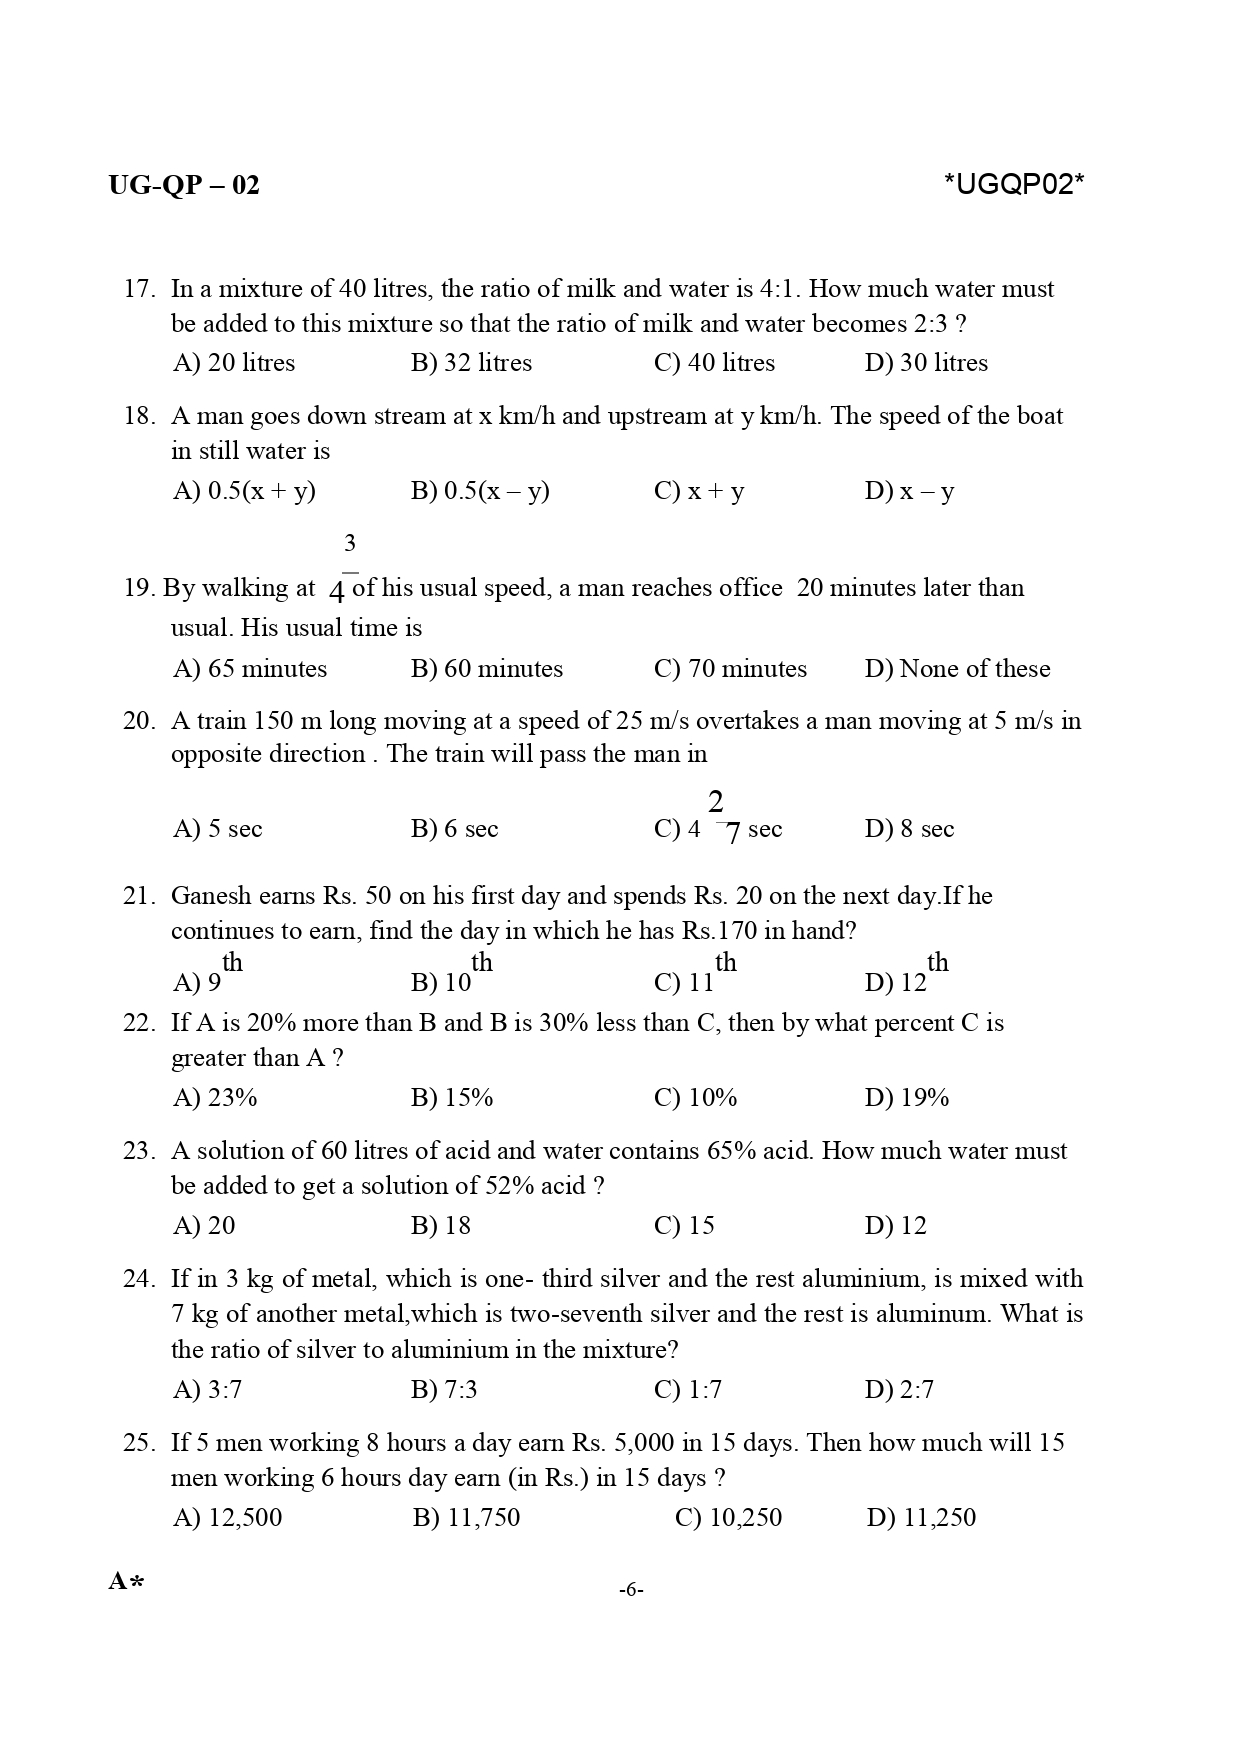 UG-QP – 02 *UGQP02*
17. In a mixture of 40 litres, the ratio of milk and water is 4:1. How much water must
be added to this mixture so that the ratio of milk and water becomes 2:3 ?
A) 20 litres B) 32 litres C) 40 litres D) 30 litres
18. A man goes down stream at x km/h and upstream at y km/h. The speed of the boat
in still water is
A) 0.5(x + y) B) 0.5(x – y) C) x + y D) x – y
19. By walking at 3/4 of his usual speed, a man reaches office 20 minutes later than
usual. His usual time is
A) 65 minutes B) 60 minutes C) 70 minutes D) None of these
20. A train 150 m long moving at a speed of 25 m/s overtakes a man moving at 5 m/s in
opposite direction . The train will pass the man in
A) 5 sec B) 6 sec C) 4 2/7 sec D) 8 sec
21. Ganesh earns Rs. 50 on his first day and spends Rs. 20 on the next day.If he
continues to earn, find the day in which he has Rs.170 in hand?
A) 9th B) 10th C) 11th D) 12th
22. If A is 20% more than B and B is 30% less than C, then by what percent C is
greater than A ?
A) 23% B) 15% C) 10% D) 19%
23. A solution of 60 litres of acid and water contains 65% acid. How much water must
be added to get a solution of 52% acid ?
A) 20 B) 18 C) 15 D) 12
24. If in 3 kg of metal, which is one- third silver and the rest aluminium, is mixed with
7 kg of another metal,which is two-seventh silver and the rest is aluminum. What is
the ratio of silver to aluminium in the mixture?
A) 3:7 B) 7:3 C) 1:7 D) 2:7
25. If 5 men working 8 hours a day earn Rs. 5,000 in 15 days. Then how much will 15
men working 6 hours day earn (in Rs.) in 15 days ?
A) 12,500 B) 11,750 C) 10,250 D) 11,250
A* -6-